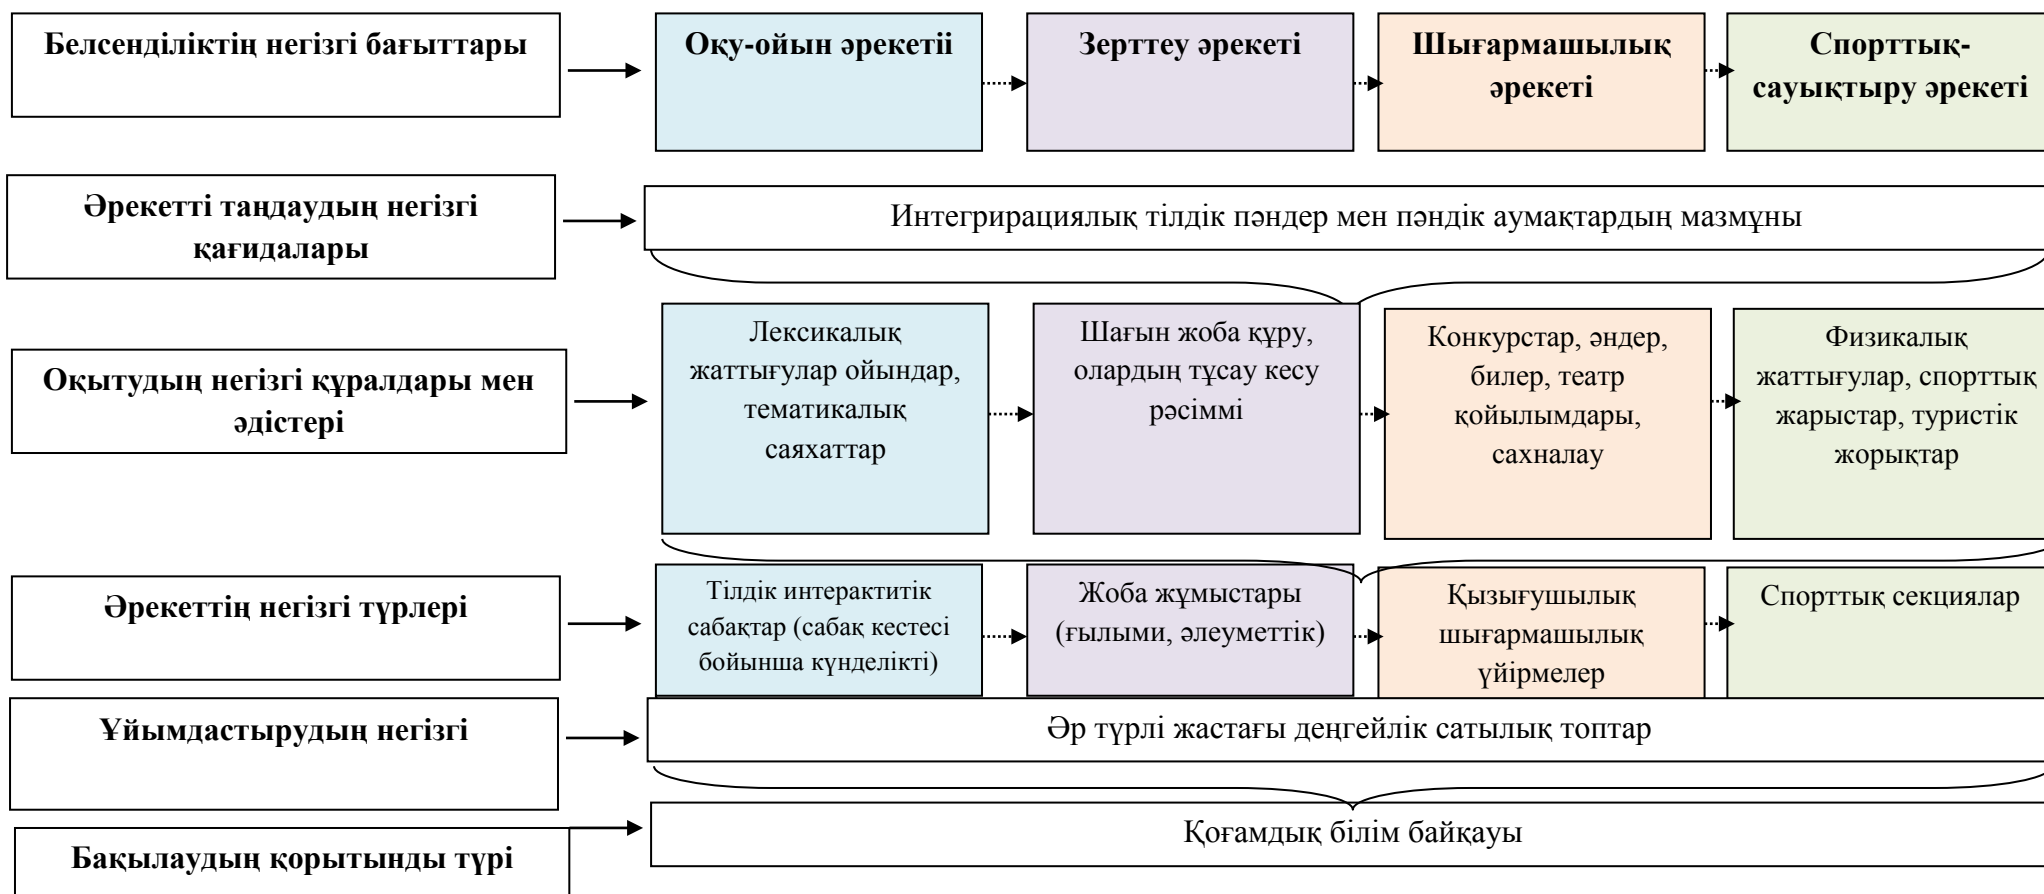 Белсенділіктің негізгі бағыттары
Оқу-ойын әрекетіі
Зерттеу әрекеті
Шығармашылық
әрекеті
Спорттық-
сауықтыру әрекеті
Әрекетті таңдаудың негізгі
қағидалары
Интегрирациялық тілдік пәндер мен пәндік аумақтардың мазмұны
Оқытудың негізгі құралдары мен
әдістері
Лексикалық
жаттығулар ойындар,
тематикалық
саяхаттар
Шағын жоба құру,
олардың тұсау кесу
рәсіммі
Конкурстар, әндер,
билер, театр
қойылымдары,
сахналау
Физикалық
жаттығулар, спорттық
жарыстар, туристік
жорықтар
Әрекеттің негізгі түрлері
Тілдік интерактитік
сабақтар (сабақ кестесі
бойынша күнделікті)
Жоба жұмыстары
(ғылыми, әлеуметтік)
Қызығушылық
шығармашылық
үйірмелер
Спорттық секциялар
Ұйымдастырудың негізгі
Әр түрлі жастағы деңгейлік сатылық топтар
Бақылаудың қорытынды түрі
Қоғамдық білім байқауы